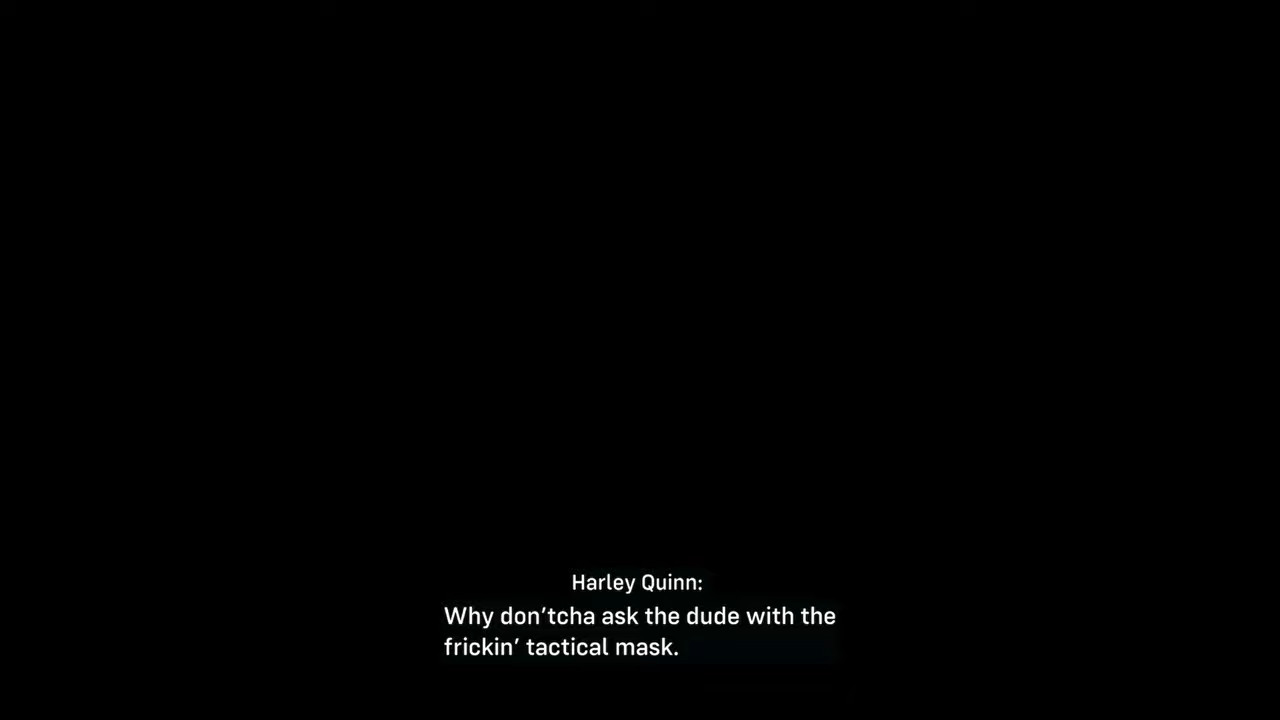 Harley Quinn:
Why don’tcha ask the dude with the
frickin’ tactical mask.